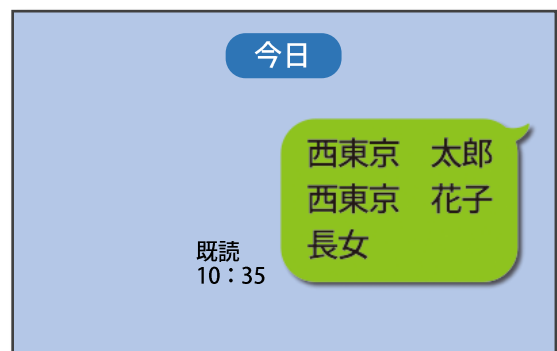 今日
西東京　太郎
西東京　花子
長女
既読
10：35